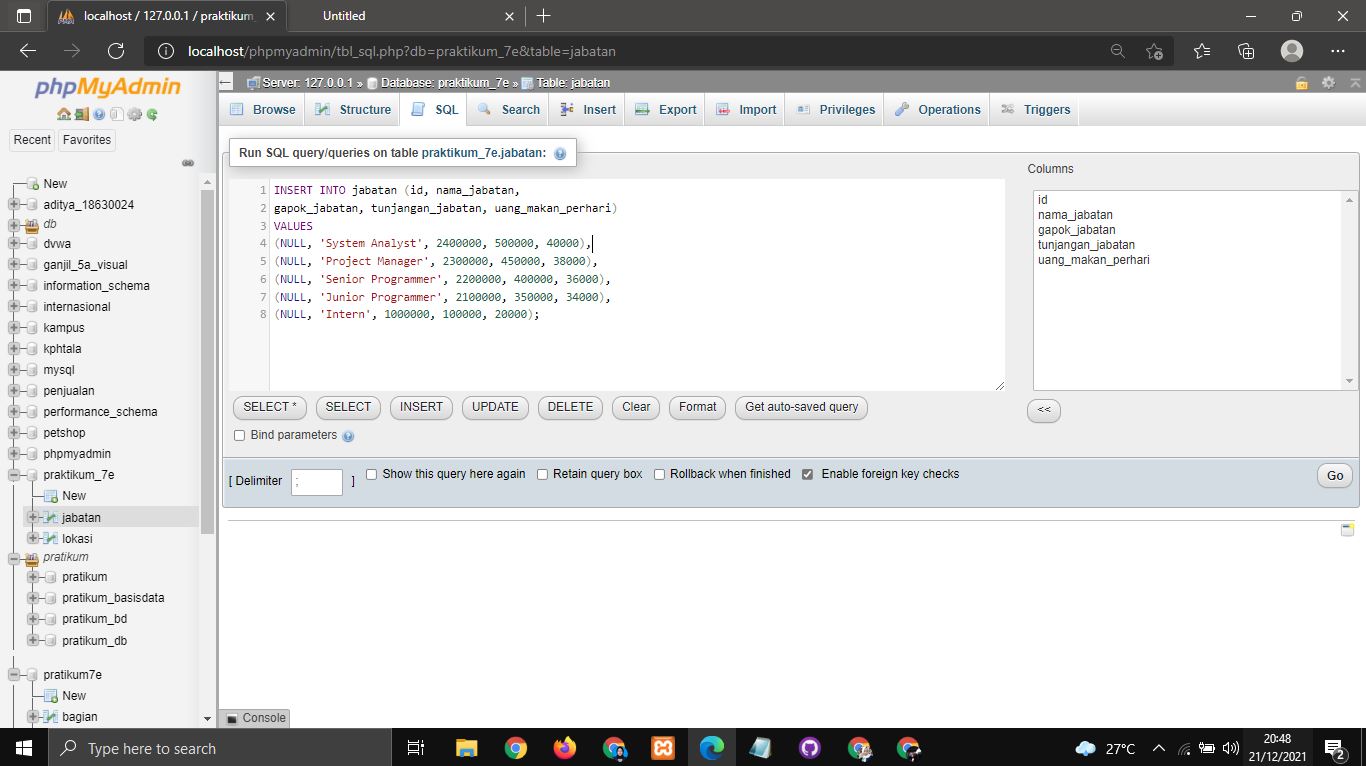 localhost / 127.0.0.1 / praktikum_
Untitled
localhost/phpmyadmin/tbl_sql.php?db=praktikum_7e&table=jabatan
phpMyAdmin
Recent Favorites
New
aditya_18630024
db
dvwa
ganjil_5a_visual
information_schema
internasional
kampus
kphtala
mysql
penjualan
performance_schema
petshop
phpmyadmin
praktikum_7e
New
jabatan
lokasi
pratikum
pratikum
pratikum_basisdata
pratikum_bd
pratikum_db
pratikum7e
New
bagian
Server: 127.0.0.1 » Database: praktikum_7e » Table: jabatan
Browse Structure SQL Search Insert Export Import Privileges Operations Triggers
Run SQL query/queries on table praktikum_7e.jabatan:
1 INSERT INTO jabatan (id, nama_jabatan,
2 gapok_jabatan, tunjangan_jabatan, uang_makan_perhari)
3 VALUES
4 (NULL, 'System Analyst', 2400000, 500000, 40000),
5 (NULL, 'Project Manager', 2300000, 450000, 38000),
6 (NULL, 'Senior Programmer', 2200000, 400000, 36000),
7 (NULL, 'Junior Programmer', 2100000, 350000, 34000),
8 (NULL, 'Intern', 1000000, 100000, 20000);
Columns
id
nama_jabatan
gapok_jabatan
tunjangan_jabatan
uang_makan_perhari
SELECT * SELECT INSERT UPDATE DELETE Clear Format Get auto-saved query
<<
Bind parameters
[ Delimiter ; ] Show this query here again Retain query box Rollback when finished Enable foreign key checks
Go
Console
Type here to search
27°C
20:48
21/12/2021
2